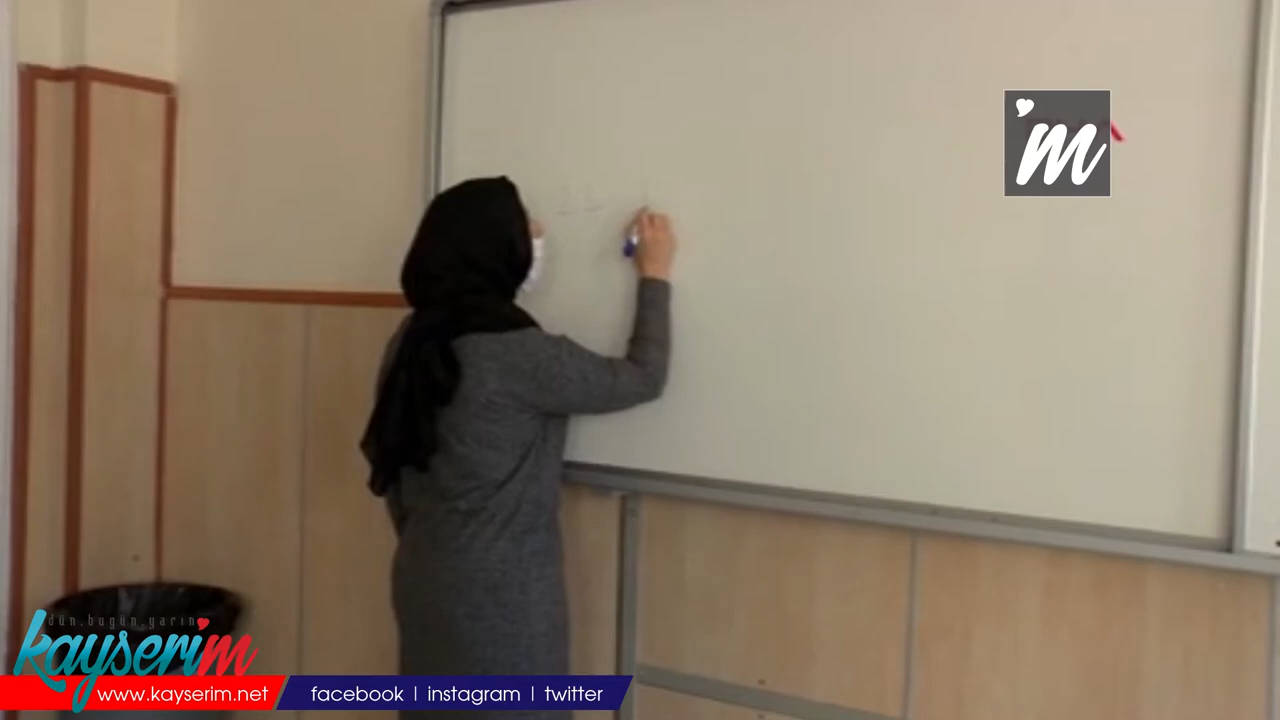 'm
dün.bugün.yarın
kayserim
www.kayserim.net facebook | instagram | twitter